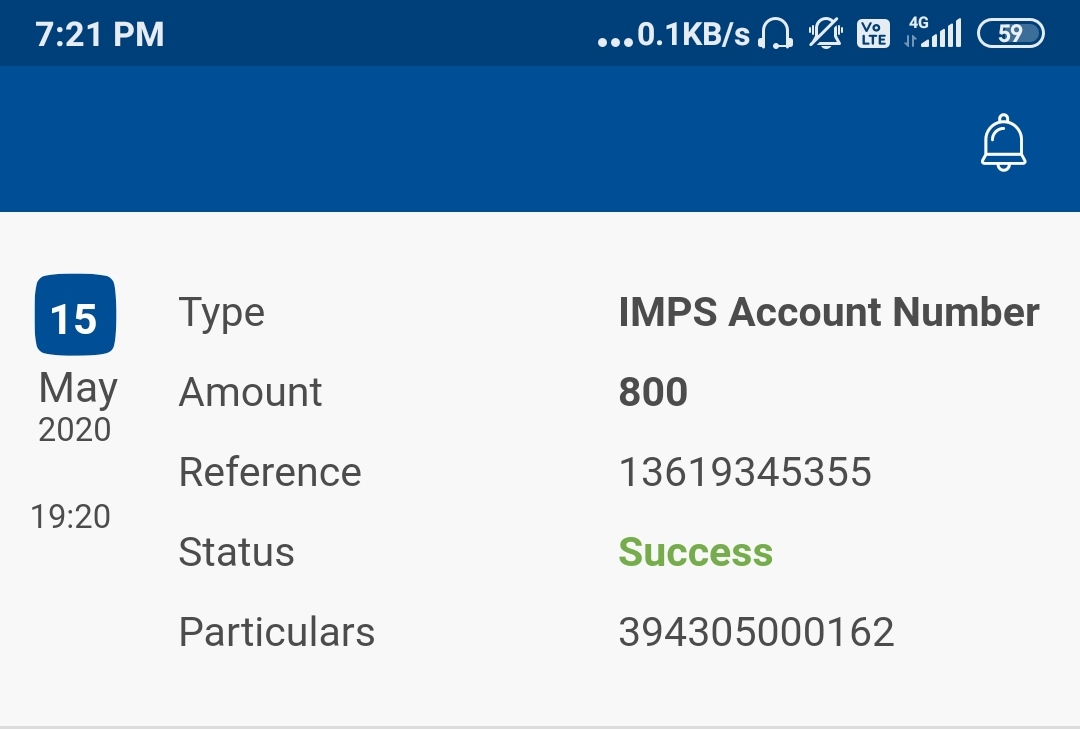 7:21 PM ...0.1KB/s Vo LTE 4G 59
15 Type IMPS Account Number
May Amount 800
2020
Reference 13619345355
19:20
Status Success
Particulars 394305000162